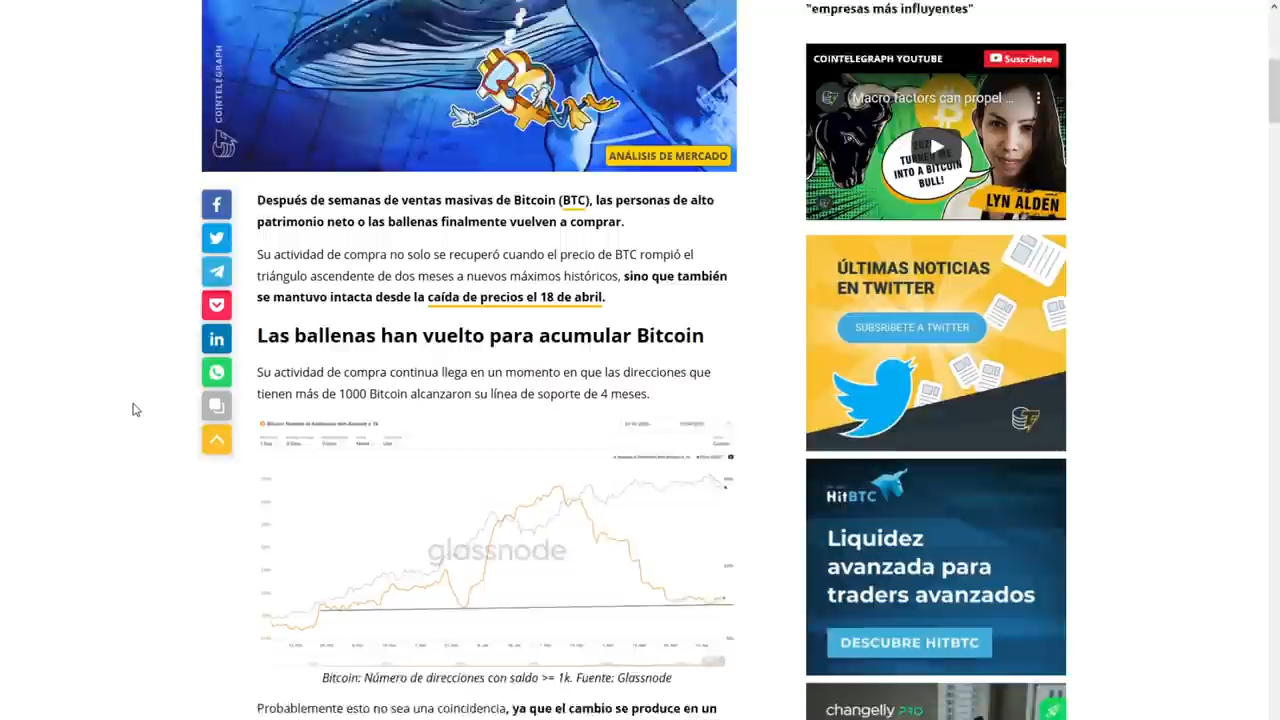 COINTELEGRAPH
ANÁLISIS DE MERCADO
Después de semanas de ventas masivas de Bitcoin (BTC), las personas de alto
patrimonio neto o las ballenas finalmente vuelven a comprar.
Su actividad de compra no solo se recuperó cuando el precio de BTC rompió el
triángulo ascendente de dos meses a nuevos máximos históricos, sino que también
se mantuvo intacta desde la caída de precios el 18 de abril.
Las ballenas han vuelto para acumular Bitcoin
Su actividad de compra continua llega en un momento en que las direcciones que
tienen más de 1000 Bitcoin alcanzaron su línea de soporte de 4 meses.
glassnode
Bitcoin: Número de direcciones con saldo >= 1k. Fuente: Glassnode
Probablemente esto no sea una coincidencia, ya que el cambio se produce en un
"empresas más influyentes"
COINTELEGRAPH YOUTUBE
Suscríbete
Macro factors can propel ...
TURNED ME
INTO A BITCOIN
BULL!
LYN ALDEN
ÚLTIMAS NOTICIAS
EN TWITTER
SUBSRIBETE A TWITTER
HitBTC
Liquidez
avanzada para
traders avanzados
DESCUBRE HITBTC
changelly PRO